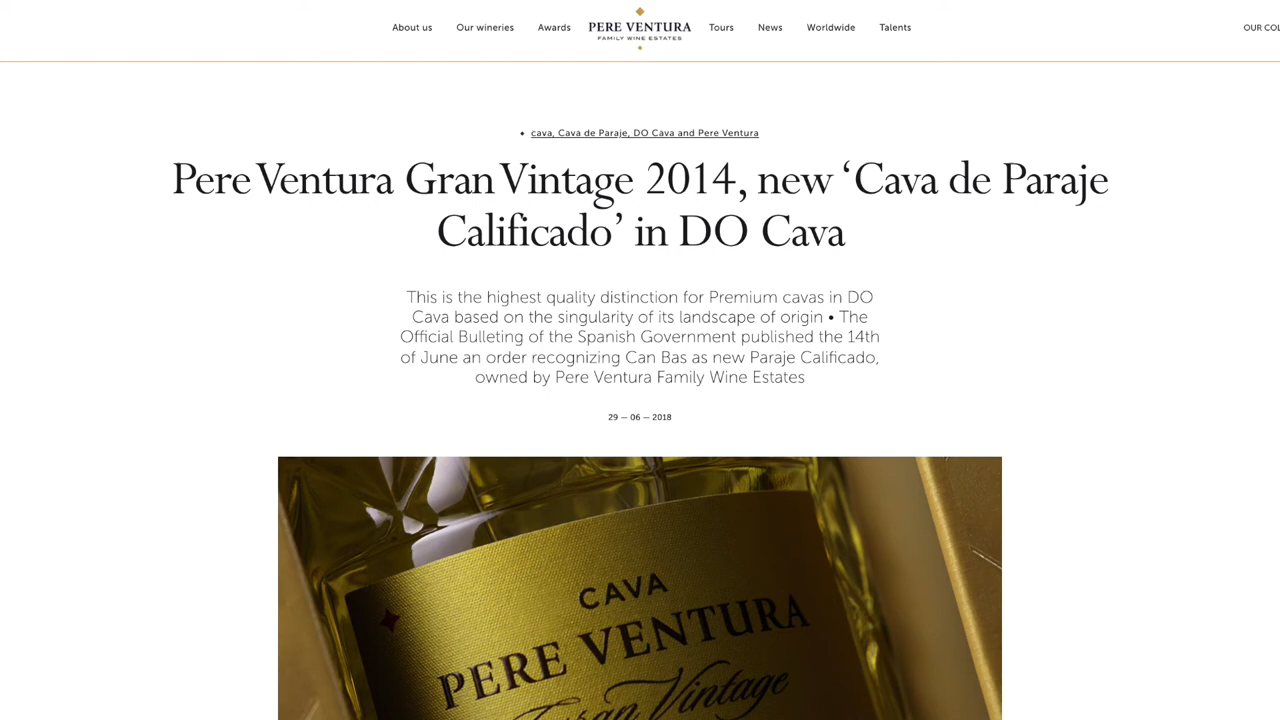 About us Our wineries Awards PERE VENTURA Tours News Worldwide Talents
FAMILY WINE ESTATES
cava, Cava de Paraje, DO Cava and Pere Ventura
Pere Ventura Gran Vintage 2014, new ‘Cava de Paraje
Calificado’ in DO Cava
This is the highest quality distinction for Premium cavas in DO
Cava based on the singularity of its landscape of origin • The
Official Bulleting of the Spanish Government published the 14th
of June an order recognizing Can Bas as new Paraje Calificado,
owned by Pere Ventura Family Wine Estates
29 — 06 — 2018
CAVA
PERE VENTURA
Gran Vintage